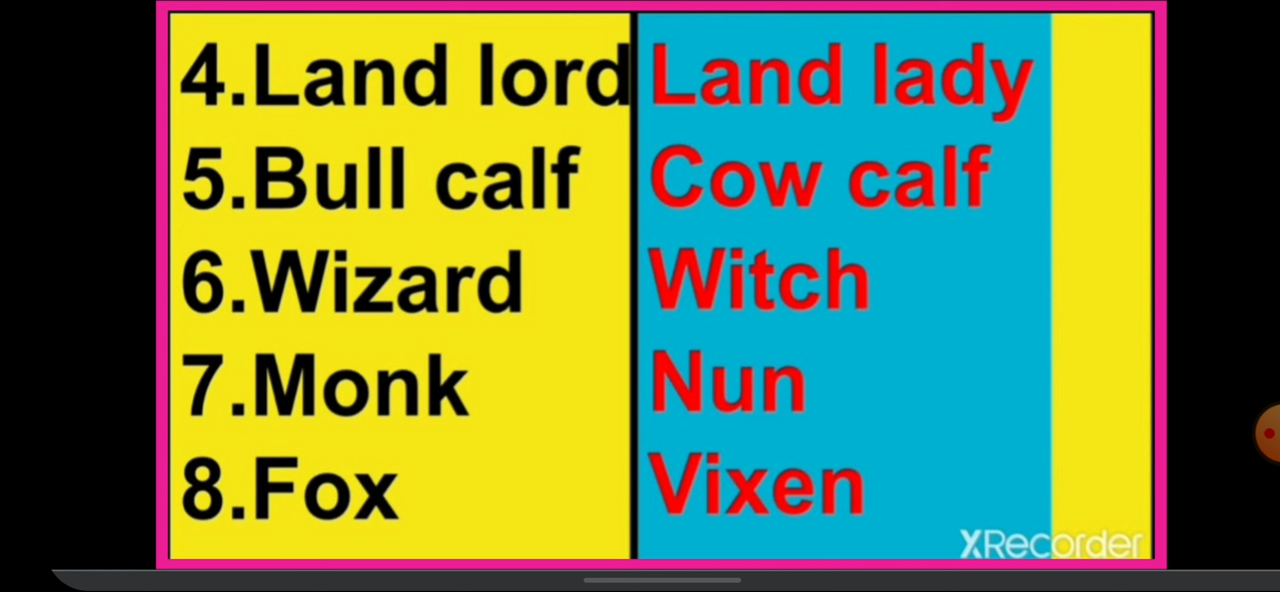 4.Land lord Land lady
5.Bull calf Cow calf
6.Wizard Witch
7.Monk Nun
8.Fox Vixen
XRecorder